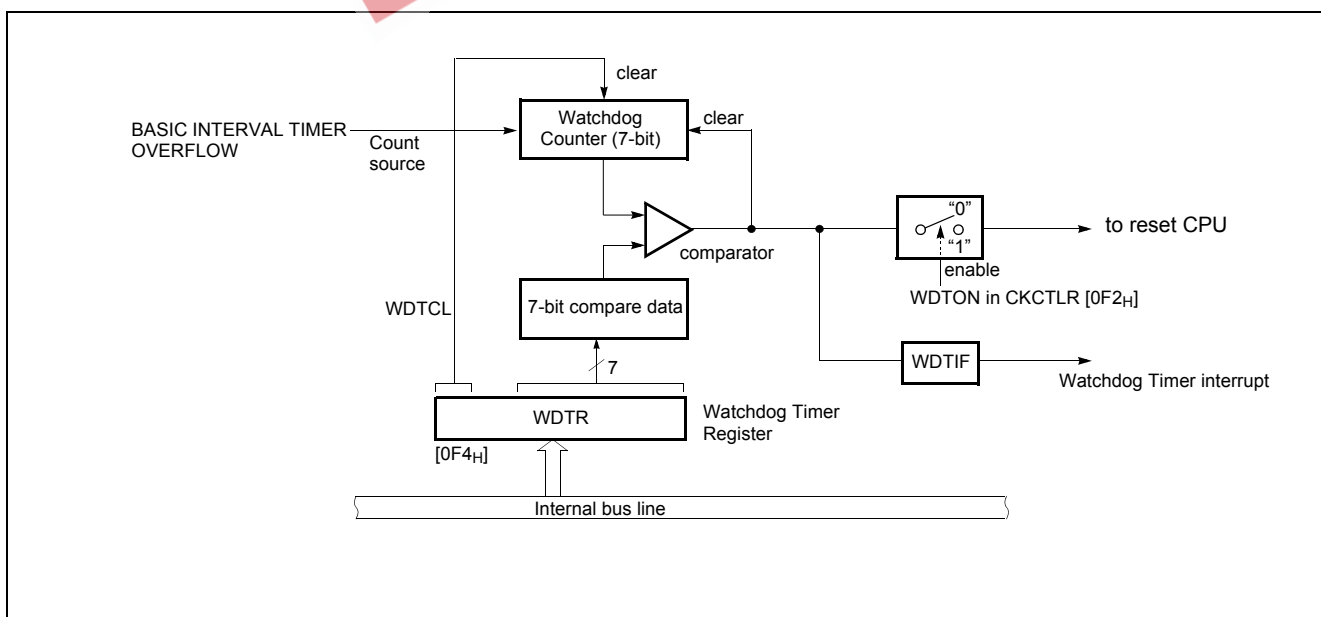 clear
BASIC INTERVAL TIMER
OVERFLOW
Count
source
Watchdog
Counter (7-bit)
clear
comparator
"0"
"1"
enable
to reset CPU
WDTON in CKCTLR [0F2H]
WDTCL
7-bit compare data
7
WDTIF
Watchdog Timer interrupt
WDTR
Watchdog Timer
Register
[0F4H]
Internal bus line